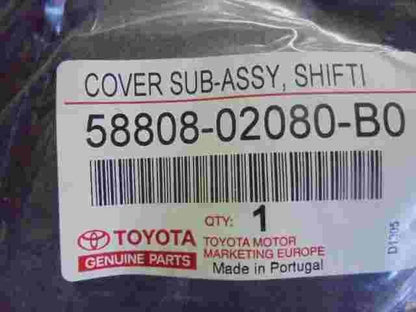 COVER SUB-ASSY, SHIFTI
58808-02080-B0
QTY: 1
TOYOTA
GENUINE PARTS
TOYOTA MOTOR
MARKETING EUROPE
Made in Portugal
D1205